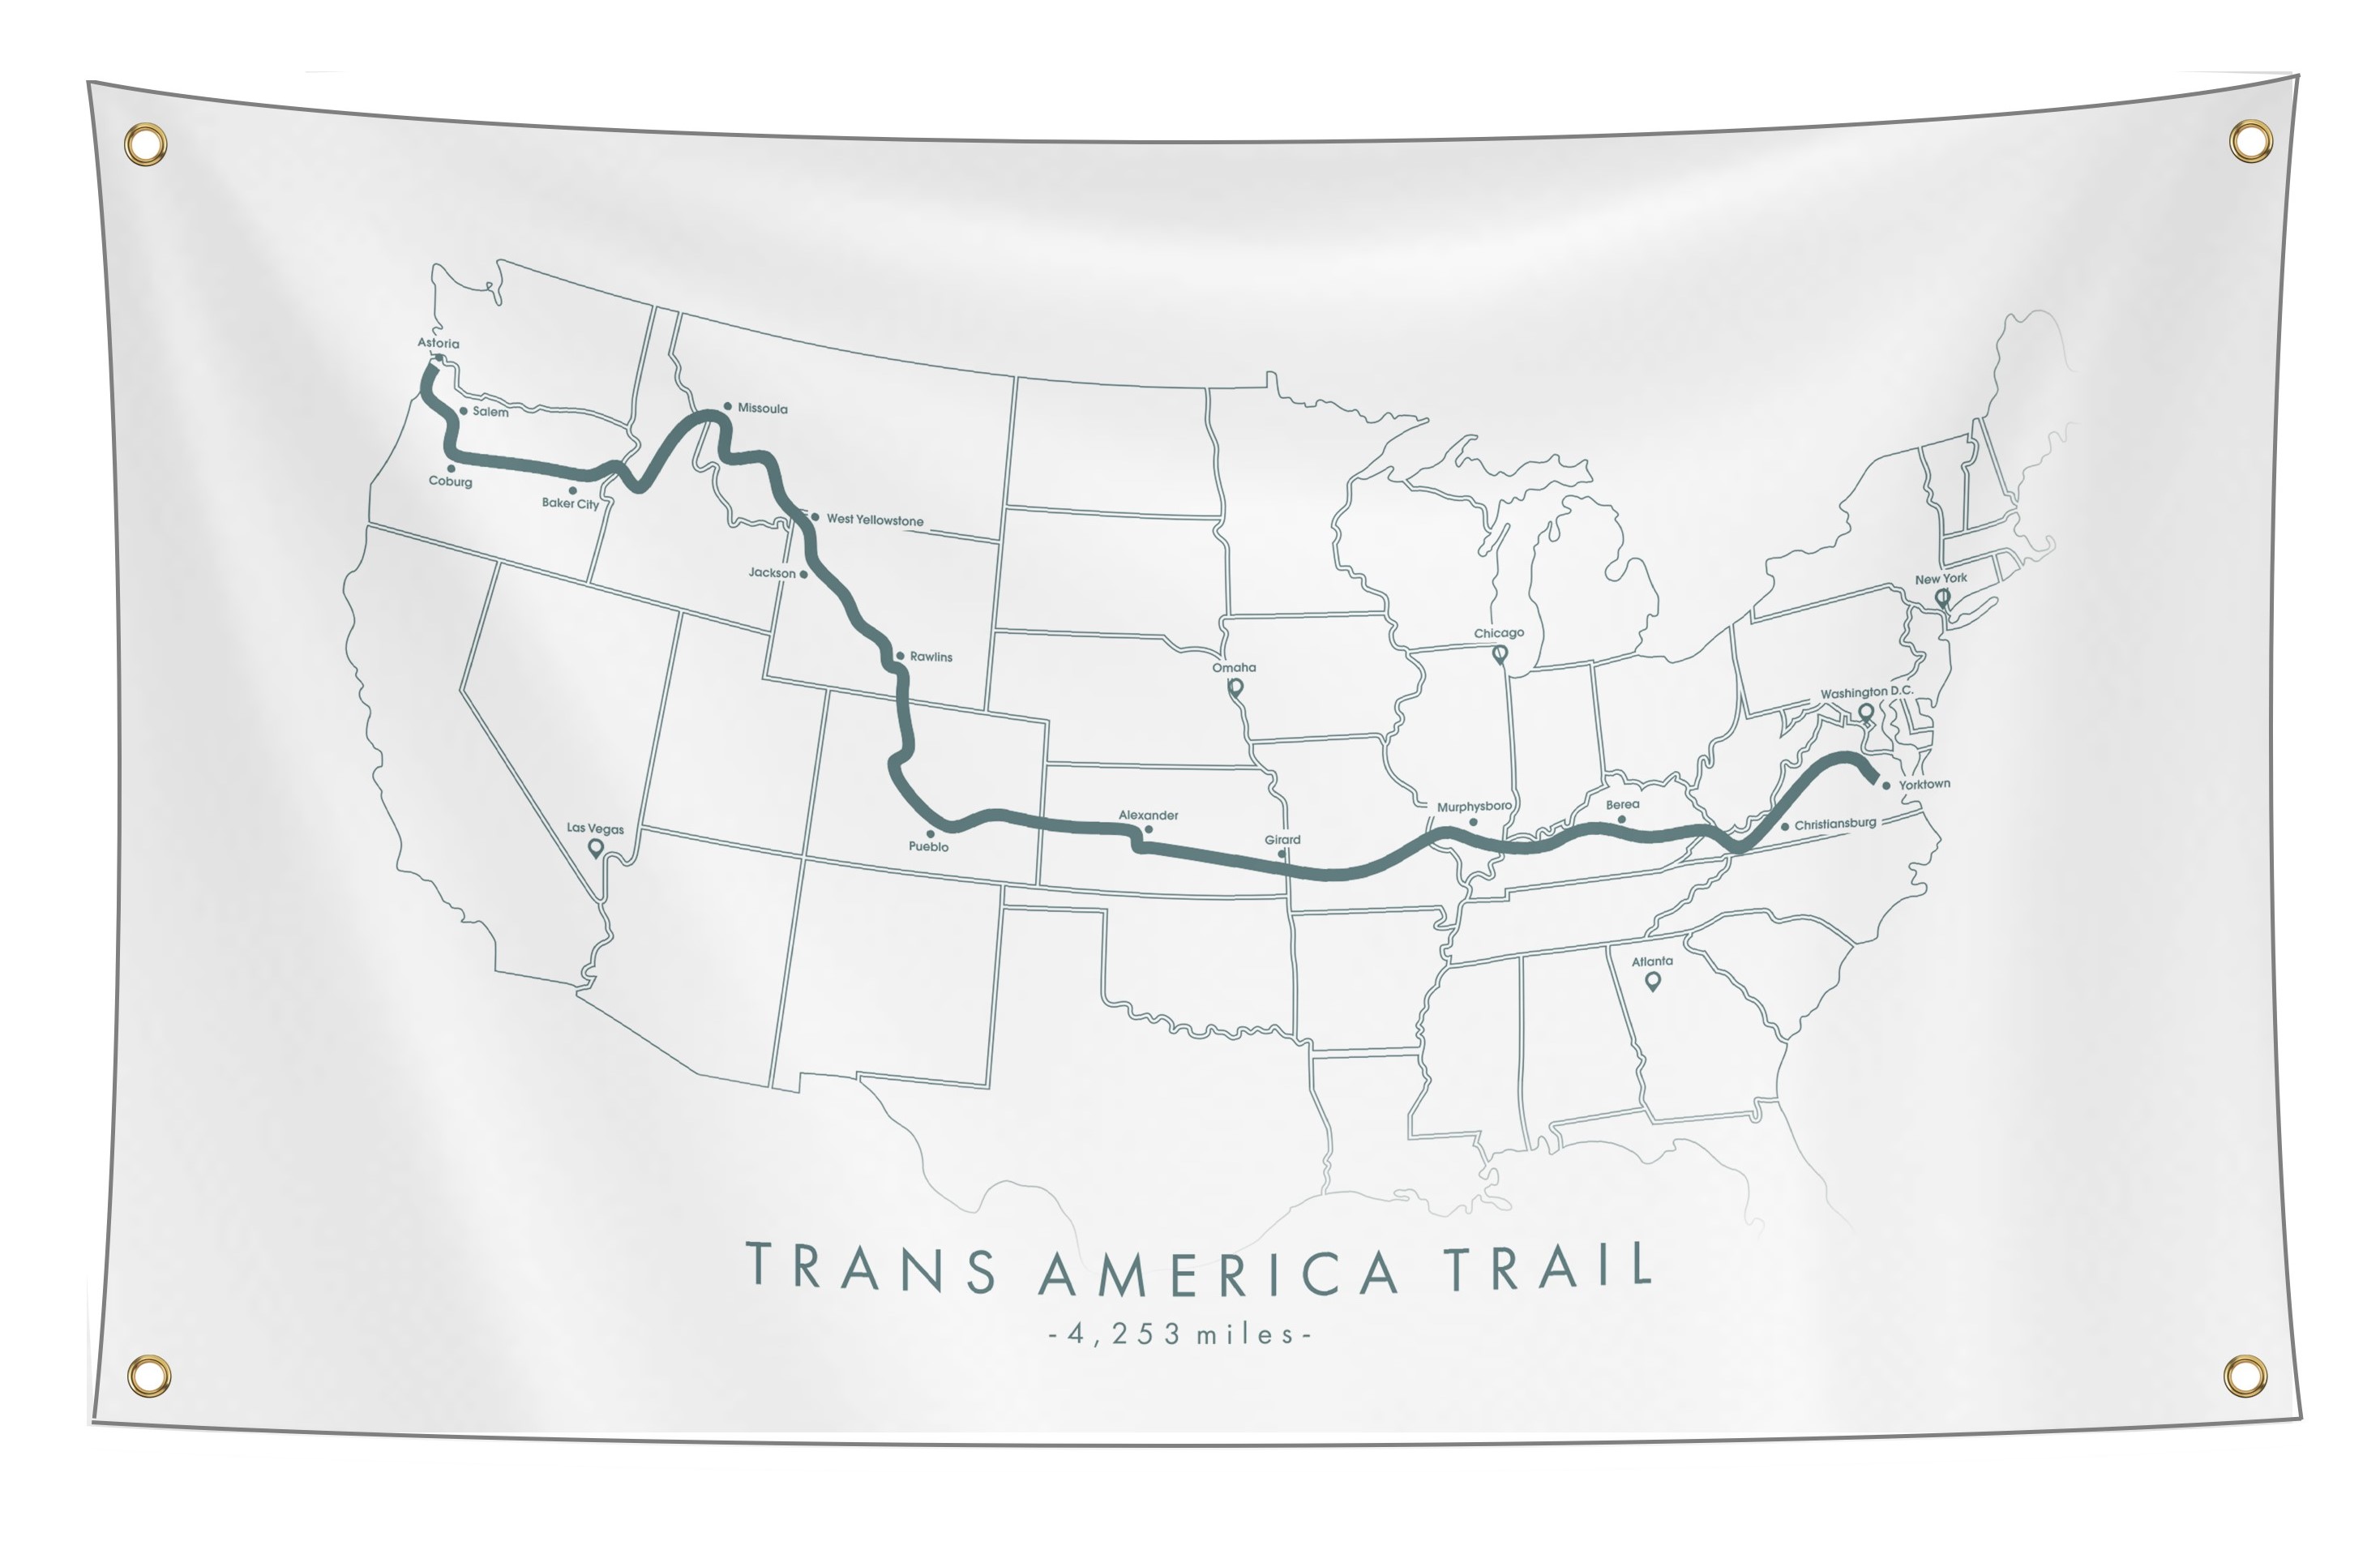 Astoria
Salem
Missoula
Coburg
Baker City
West Yellowstone
Jackson
New York
Chicago
Rawlins
Omaha
Washington D.C.
Yorktown
Murphysboro
Berea
Alexander
Christiansburg
Las Vegas
Girard
Pueblo
Atlanta
TRANS AMERICA TRAIL
-4,253 miles-